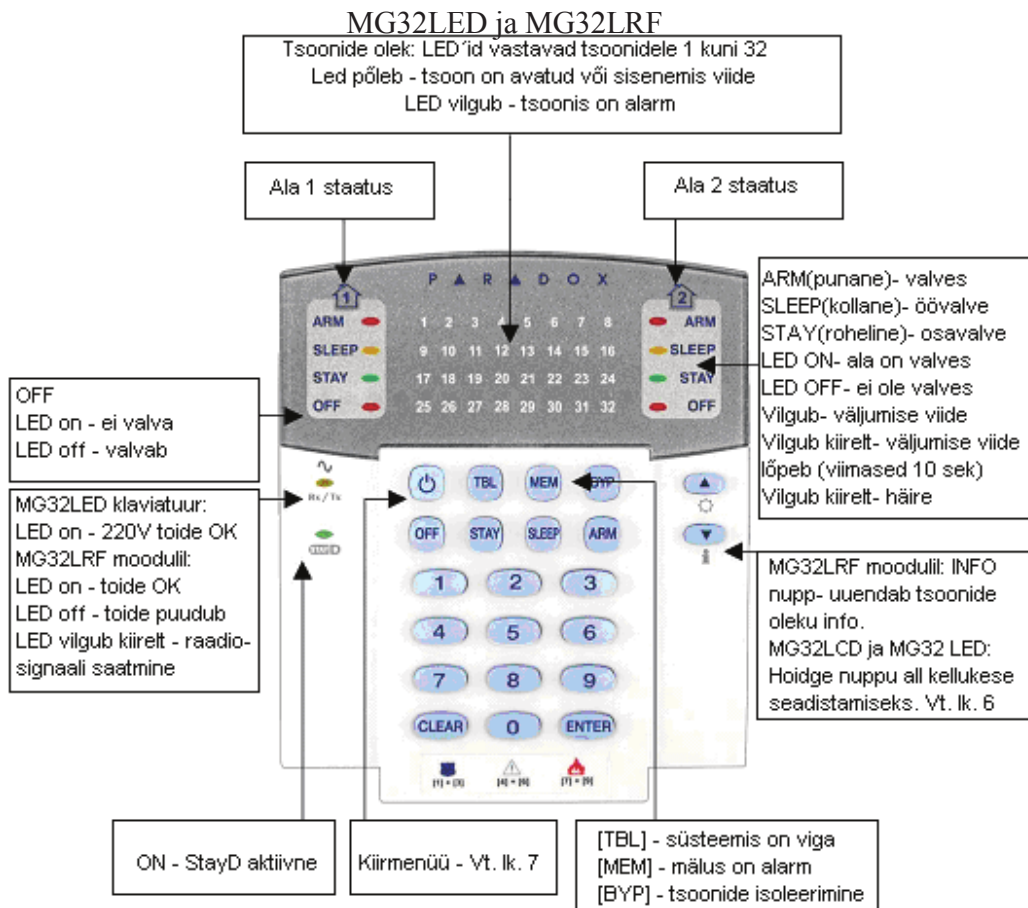 MG32LED ja MG32LRF
Tsoonide olek: LED´id vastavad tsoonidele 1 kuni 32
Led põleb - tsoon on avatud või sisenemis viide
LED vilgub - tsoonis on alarm
Ala 1 staatus
Ala 2 staatus
PARADOX
1
ARM
SLEEP
STAY
OFF
1 2 3 4 5 6 7 8
9 10 11 12 13 14 15 16
17 18 19 20 21 22 23 24
25 26 27 28 29 30 31 32
2
ARM
SLEEP
STAY
OFF
ARM(punane)- valves
SLEEP(kollane)- öövalve
STAY(roheline)- osavalve
LED ON- ala on valves
LED OFF- ei ole valves
Vilgub- väljumise viide
Vilgub kiirelt- väljumise viide
lõpeb (viimased 10 sek)
Vilgub kiirelt- häire
OFF
LED on - ei valva
LED off - valvab
MG32LED klaviatuur:
LED on - 220V toide OK
MG32LRF moodulil:
LED on - toide OK
LED off - toide puudub
LED vilgub kiirelt - raadio-
signaali saatmine
Rx / Tx
StayD
TBL MEM BYP
OFF STAY SLEEP ARM
1 2 3
4 5 6
7 8 9
CLEAR 0 ENTER
[1] + [3] [4] + [6] [7] + [9]
i
MG32LRF moodulil: INFO
nupp- uuendab tsoonide
oleku info.
MG32LCD ja MG32 LED:
Hoidge nuppu all kellukese
seadistamiseks. Vt. lk. 6
ON - StayD aktiivne
Kiirmenüü - Vt. lk. 7
[TBL] - süsteemis on viga
[MEM] - mälus on alarm
[BYP] - tsoonide isoleerimine